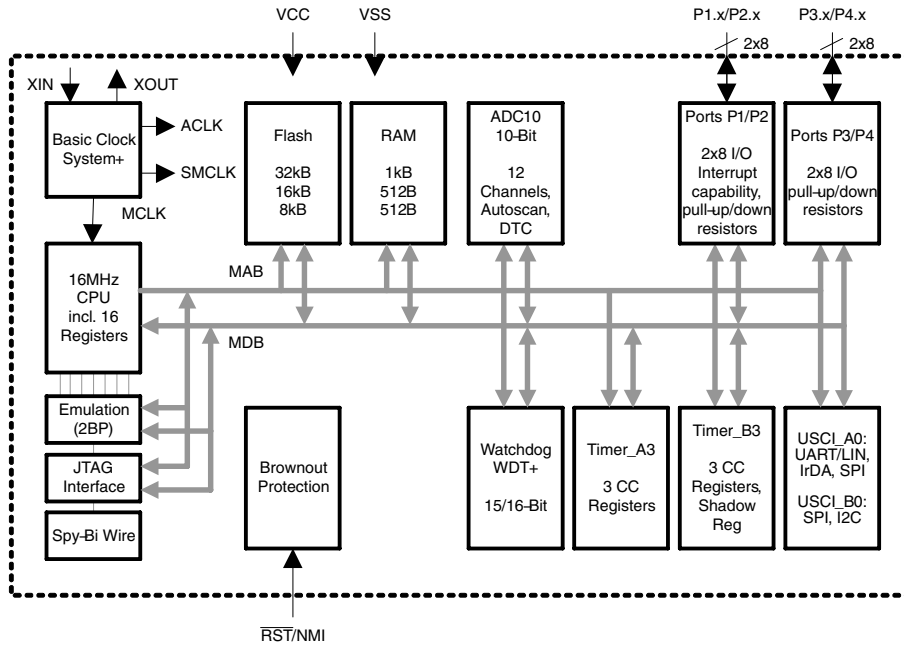 VCC
VSS
P1.x/P2.x
2x8
P3.x/P4.x
2x8
XIN
XOUT
Basic Clock
System+
ACLK
SMCLK
MCLK
Flash
32kB
16kB
8kB
RAM
1kB
512B
512B
ADC10
10-Bit
12
Channels,
Autoscan,
DTC
Ports P1/P2
2x8 I/O
Interrupt
capability,
pull-up/down
resistors
Ports P3/P4
2x8 I/O
pull-up/down
resistors
16MHz
CPU
incl. 16
Registers
MAB
MDB
Emulation
(2BP)
JTAG
Interface
Spy-Bi Wire
Brownout
Protection
Watchdog
WDT+
15/16-Bit
Timer_A3
3 CC
Registers
Timer_B3
3 CC
Registers,
Shadow
Reg
USCI_A0:
UART/LIN,
IrDA, SPI
USCI_B0:
SPI, I2C
RST/NMI